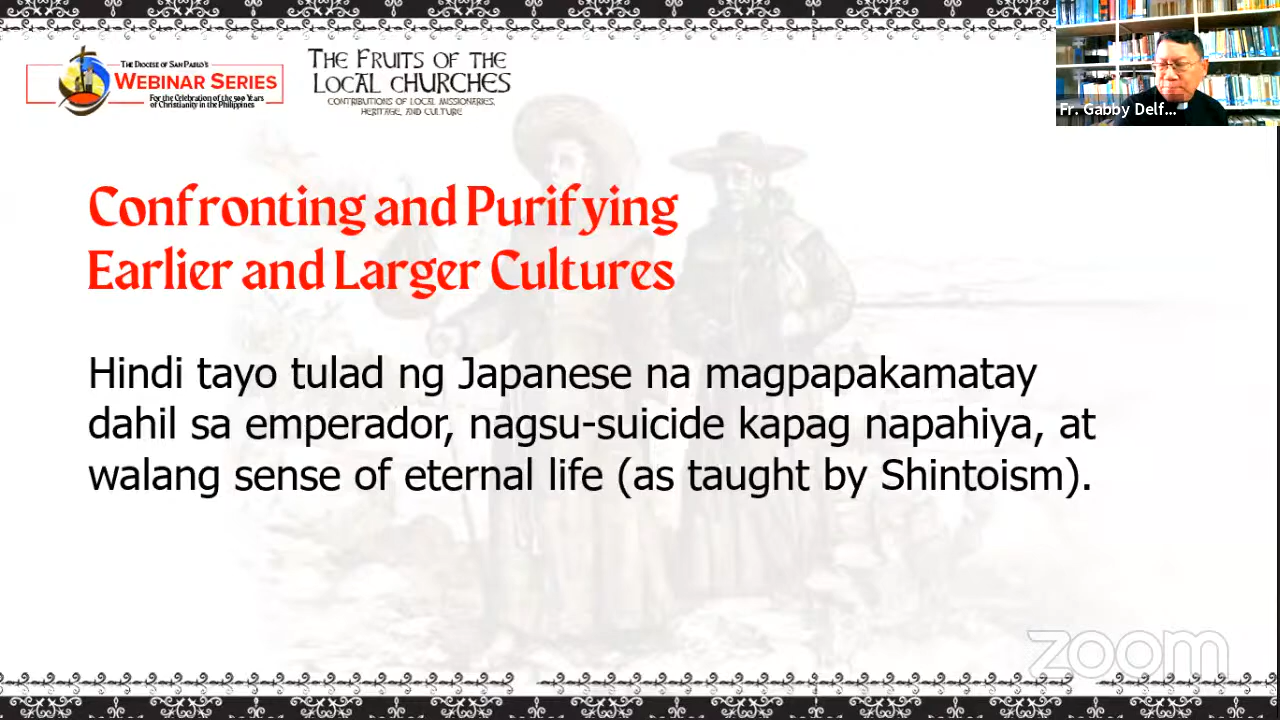 The Diocese of San Pablo's
Webinar Series
For the Celebration of the 500 Years
of Christianity in the Philippines
The Fruits of the
Local Churches
Contributions of Local Missionaries,
Heritage, and Culture
Fr. Gabby Delf...
Confronting and Purifying
Earlier and Larger Cultures
Hindi tayo tulad ng Japanese na magpapakamatay
dahil sa emperador, nagsu-suicide kapag napahiya, at
walang sense of eternal life (as taught by Shintoism).
zoom